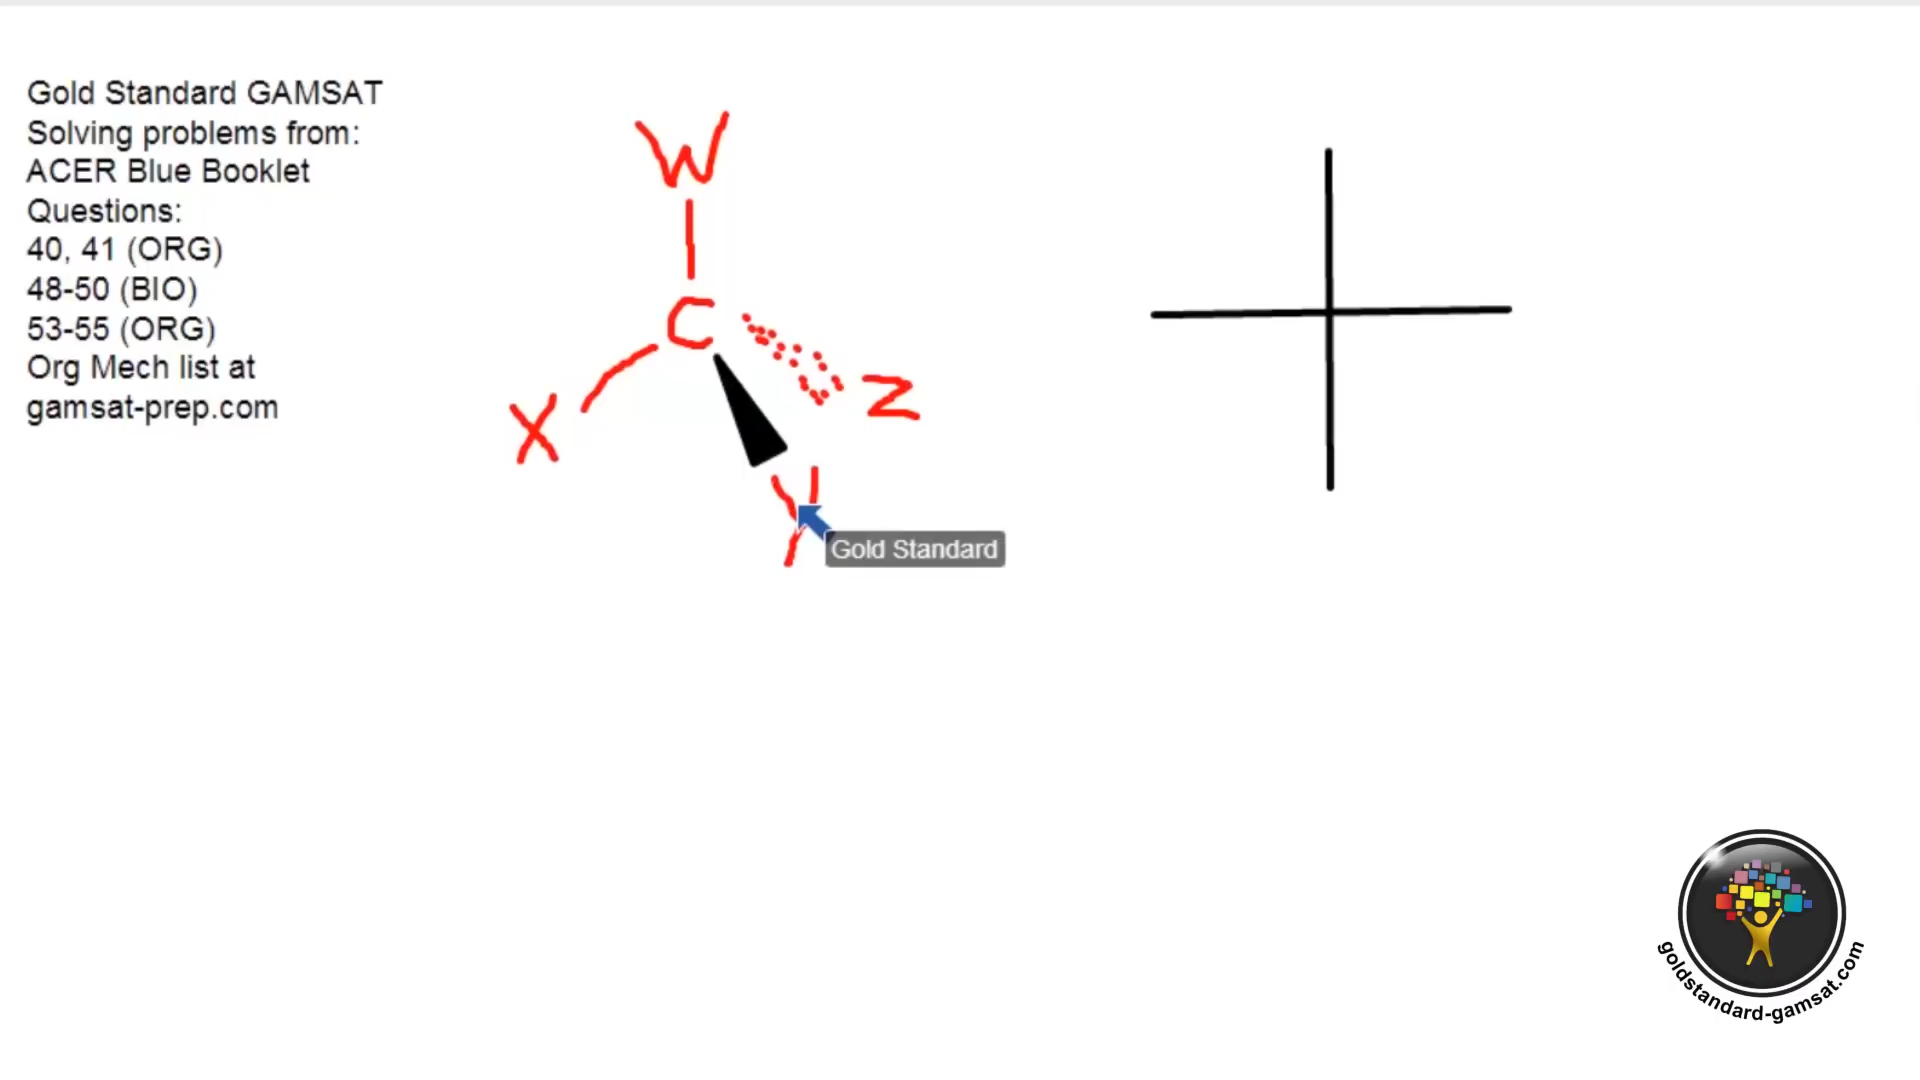 Gold Standard GAMSAT
Solving problems from:
ACER Blue Booklet
Questions:
40, 41 (ORG)
48-50 (BIO)
53-55 (ORG)
Org Mech list at
gamsat-prep.com
W
C
Z
X
Y
Gold Standard
goldstandard-gamsat.com